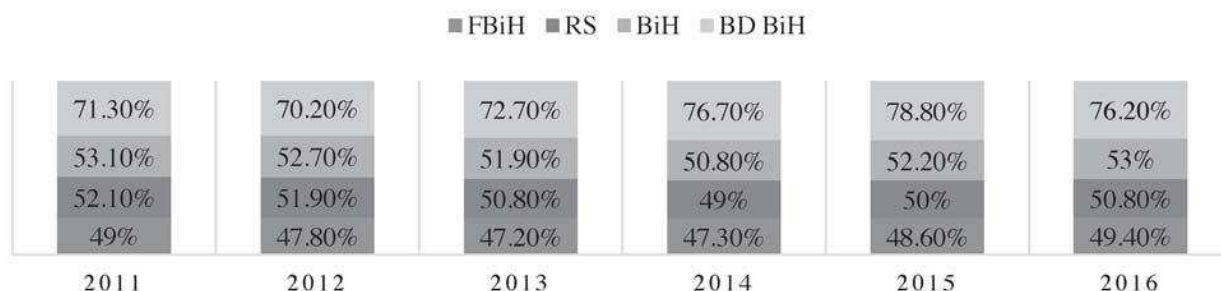 FBiH RS BiH BD BiH
71.30% 70.20% 72.70% 76.70% 78.80% 76.20%
53.10% 52.70% 51.90% 50.80% 52.20% 53%
52.10% 51.90% 50.80% 49% 50% 50.80%
49% 47.80% 47.20% 47.30% 48.60% 49.40%
2011 2012 2013 2014 2015 2016